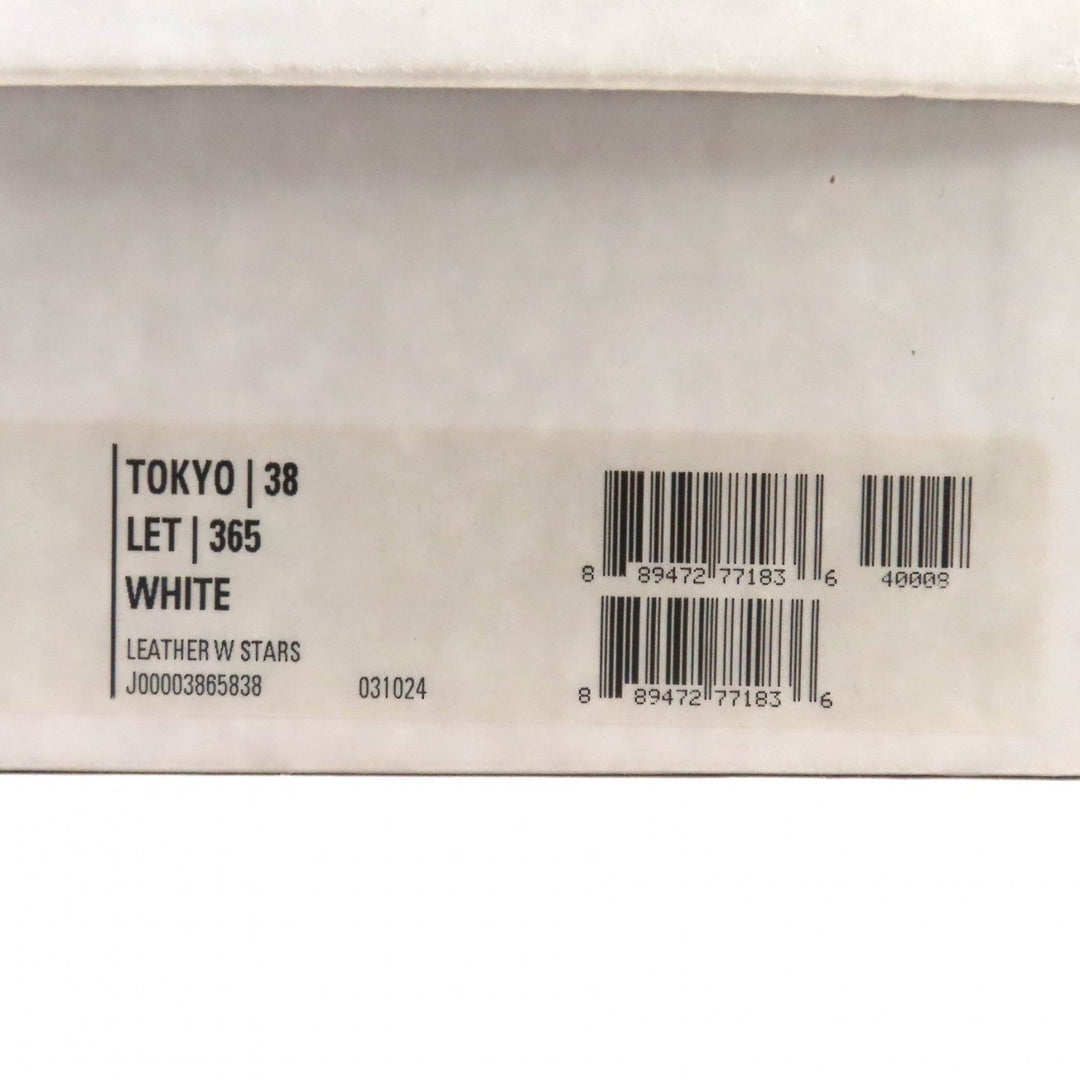 TOKYO | 38
LET | 365
WHITE
LEATHER W STARS
J00003865838 031024
8 89472 77183 6
40008
8 89472 77183 6